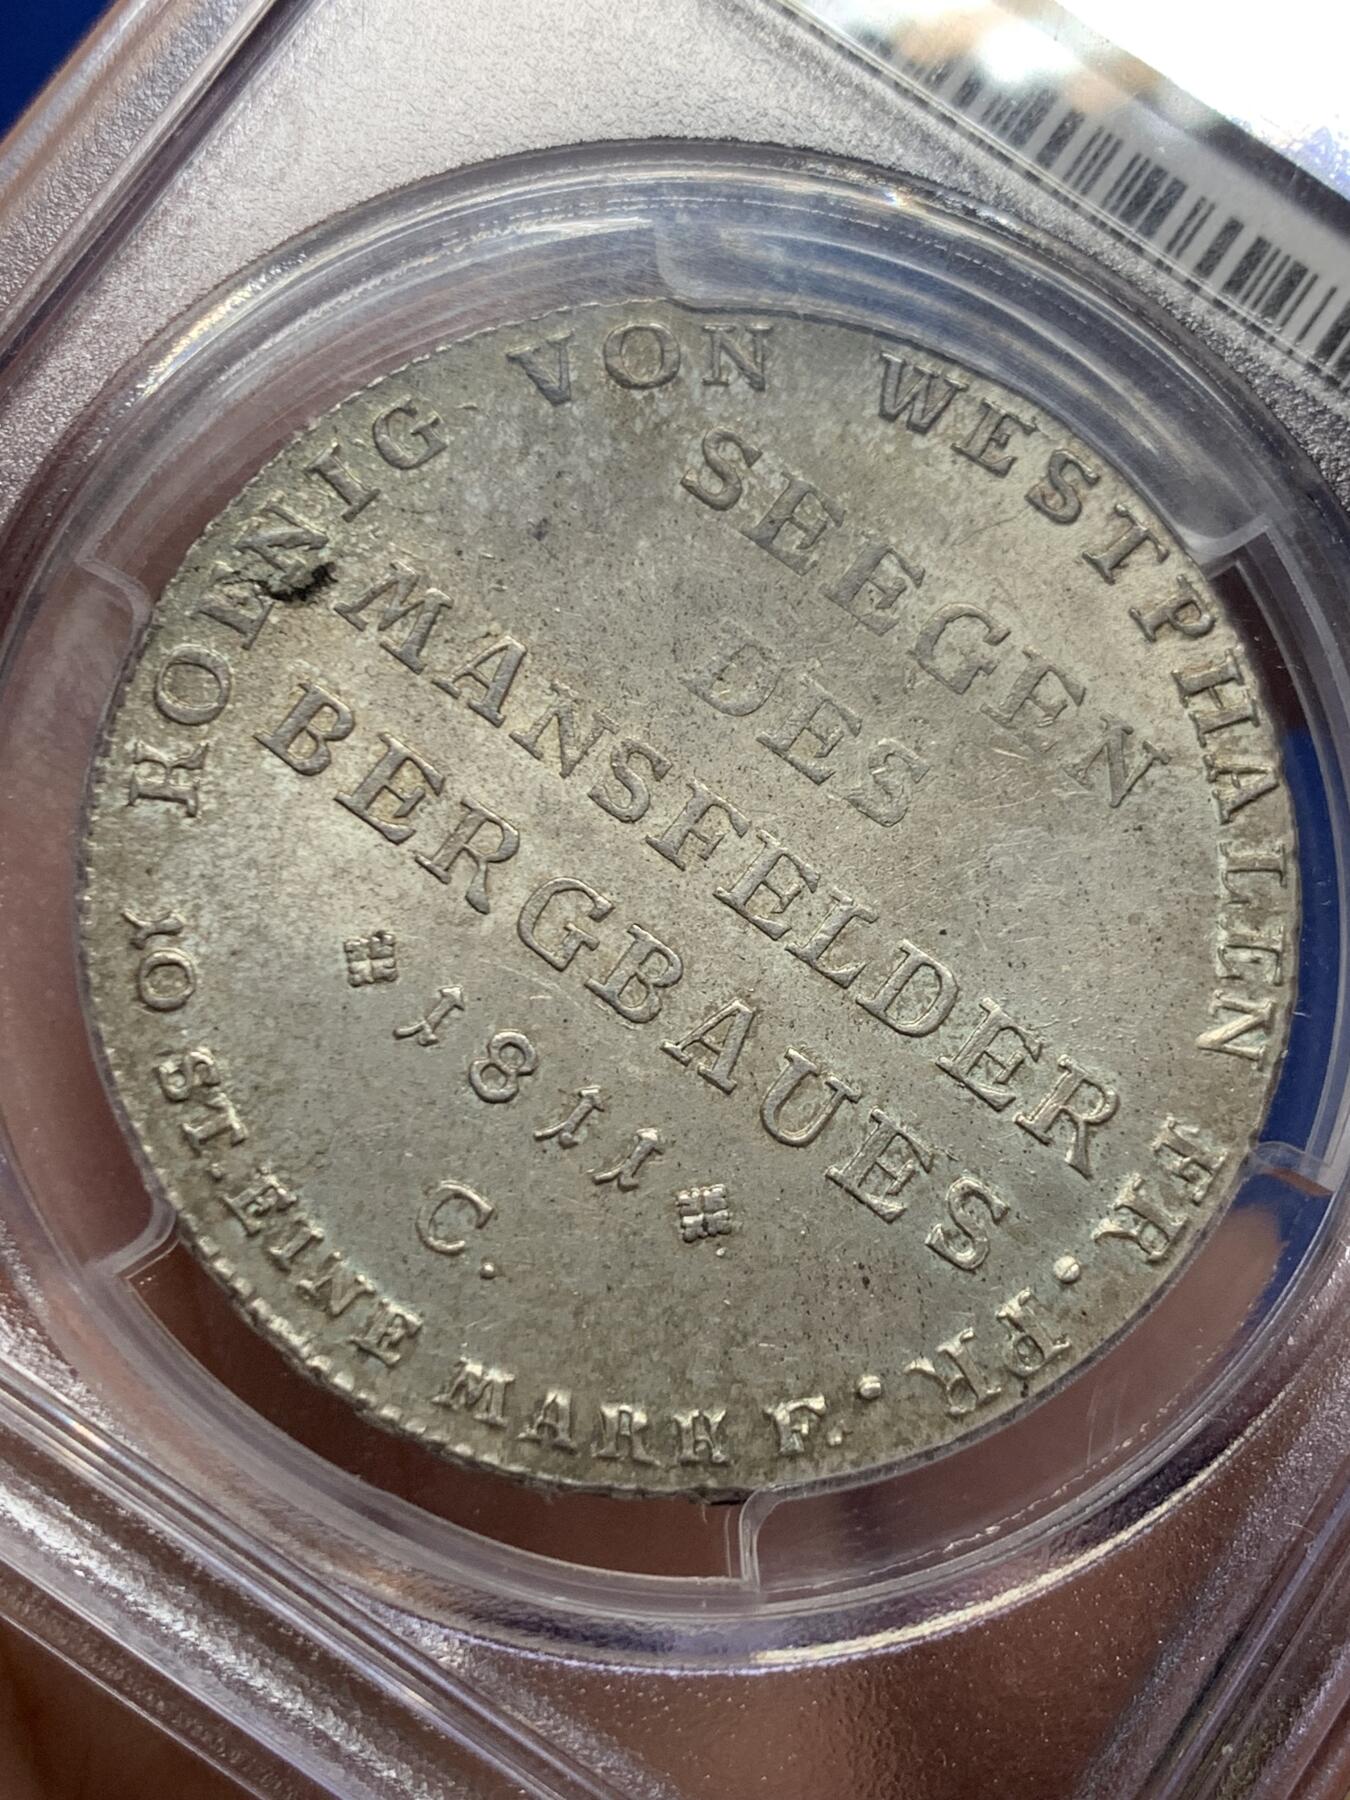 KOENIG VON WESTPHALEN FR. PR.
10 ST. EINE MARK F.
SEEGEN
DES
MANSFELDER
BERGBAUES
1811
C.